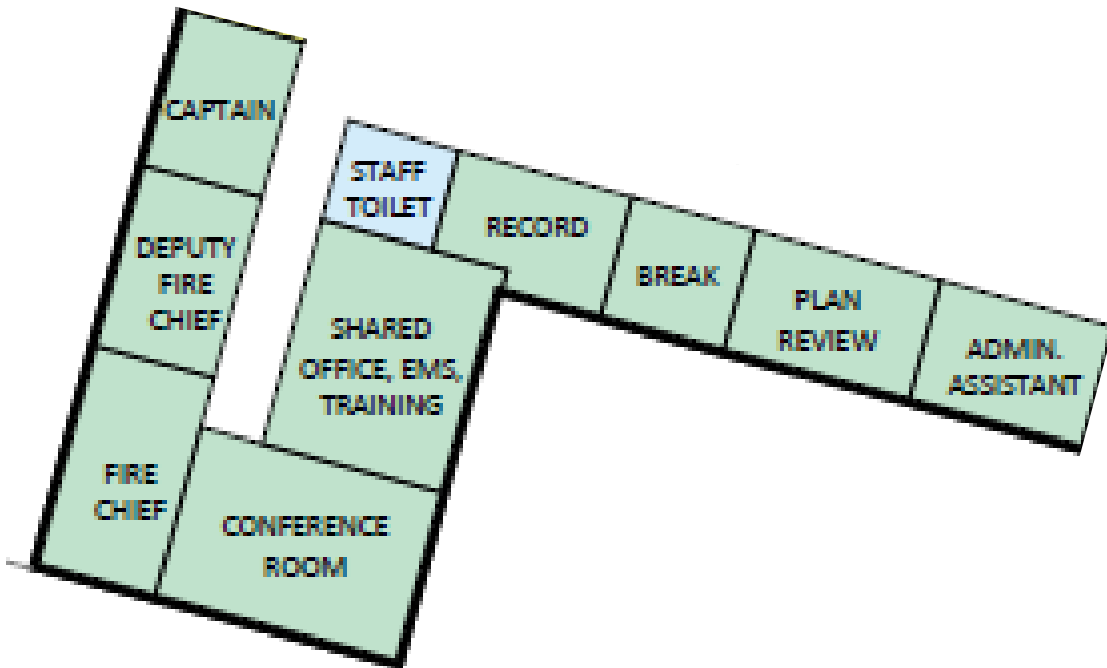 CAPTAIN
STAFF
TOILET
RECORD
DEPUTY
FIRE
CHIEF
BREAK
PLAN
REVIEW
SHARED
OFFICE, EMS,
TRAINING
ADMIN.
ASSISTANT
FIRE
CHIEF
CONFERENCE
ROOM